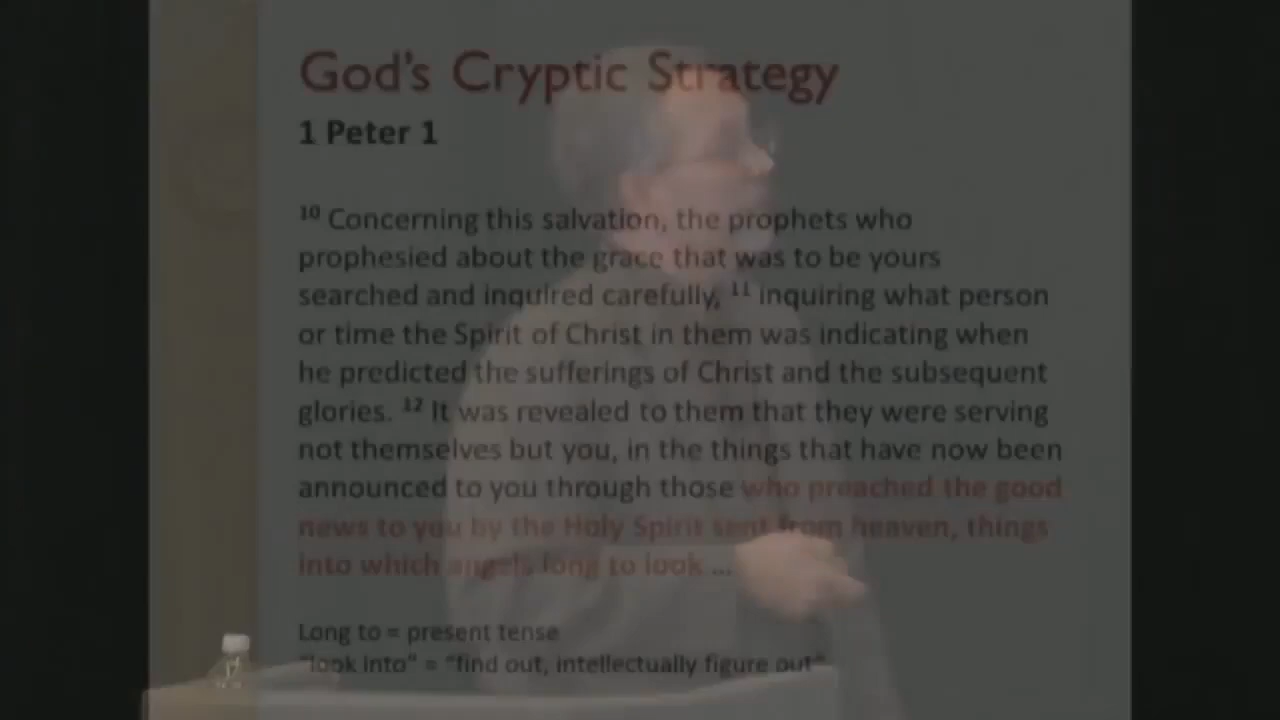 God's Cryptic Strategy
1 Peter 1
10 Concerning this salvation, the prophets who
prophesied about the grace that was to be yours
searched and inquired carefully, 11 inquiring what person
or time the Spirit of Christ in them was indicating when
he predicted the sufferings of Christ and the subsequent
glories. 12 It was revealed to them that they were serving
not themselves but you, in the things that have now been
announced to you through those who preached the good
news to you by the Holy Spirit sent from heaven, things
into which angels long to look ...
Long to = present tense
"look into" = "find out, intellectually figure out"